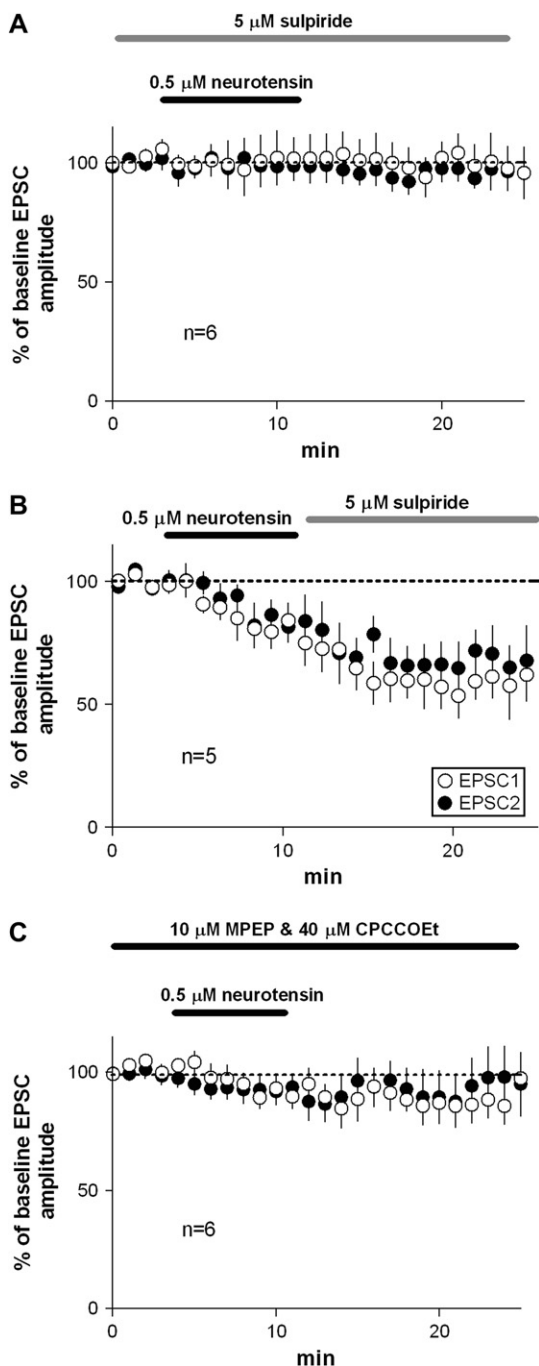 A
5 μM sulpiride
0.5 μM neurotensin
% of baseline EPSC
amplitude
100
50
0
n=6
0
10
20
min
B
5 μM sulpiride
0.5 μM neurotensin
% of baseline EPSC
amplitude
100
50
0
n=5
EPSC1
EPSC2
0
10
20
min
C
10 μM MPEP & 40 μM CPCCOEt
0.5 μM neurotensin
% of baseline EPSC
amplitude
100
50
0
n=6
0
10
20
min